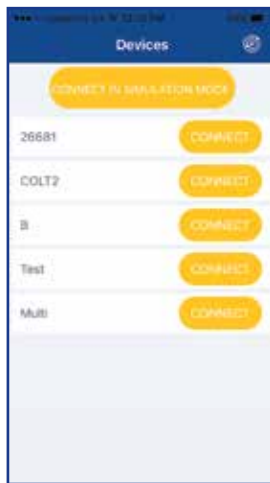 Devices
CONNECT IN SIMULATION MODE
26681 CONNECT
COLT2 CONNECT
B CONNECT
Test CONNECT
Multi CONNECT